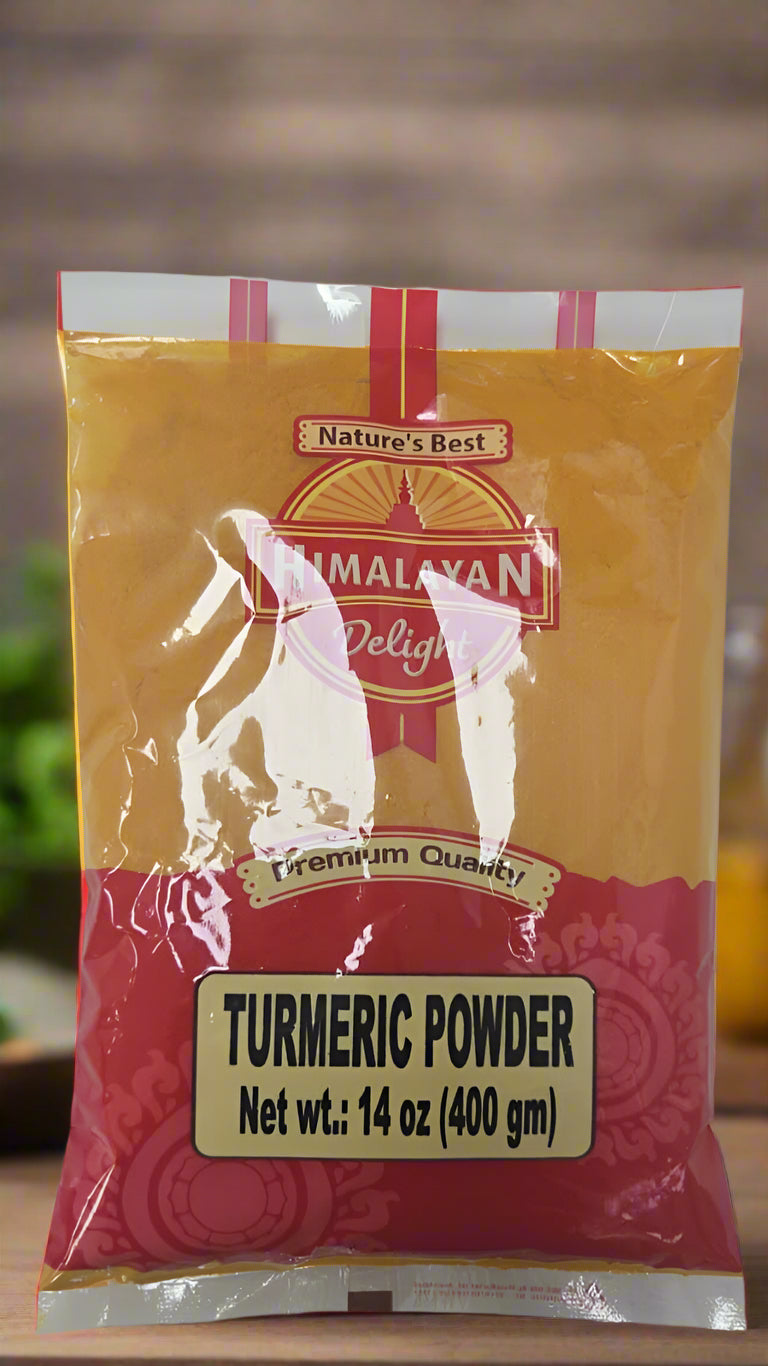 Nature's Best
HIMALAYAN
Delight
Premium Quality
TURMERIC POWDER
Net wt.: 14 oz (400 gm)